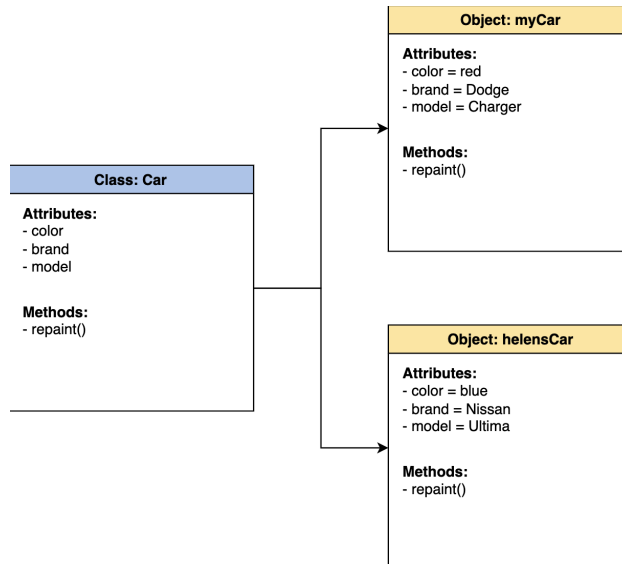 Class: Car
Attributes:
- color
- brand
- model
Methods:
- repaint()
Object: myCar
Attributes:
- color = red
- brand = Dodge
- model = Charger
Methods:
- repaint()
Object: helensCar
Attributes:
- color = blue
- brand = Nissan
- model = Ultima
Methods:
- repaint()